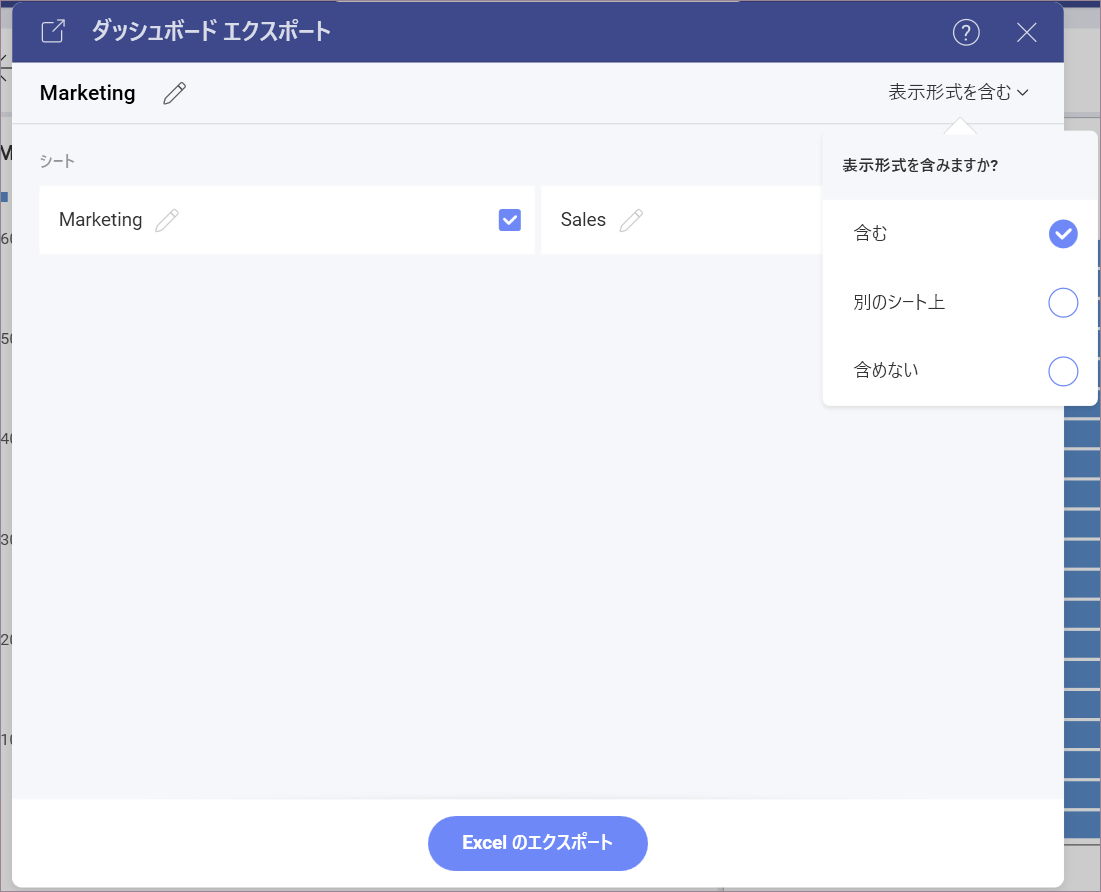 ダッシュボード エクスポート
?
Marketing
表示形式を含む
シート
表示形式を含みますか?
Marketing
Sales
含む
別のシート上
含めない
Excel のエクスポート